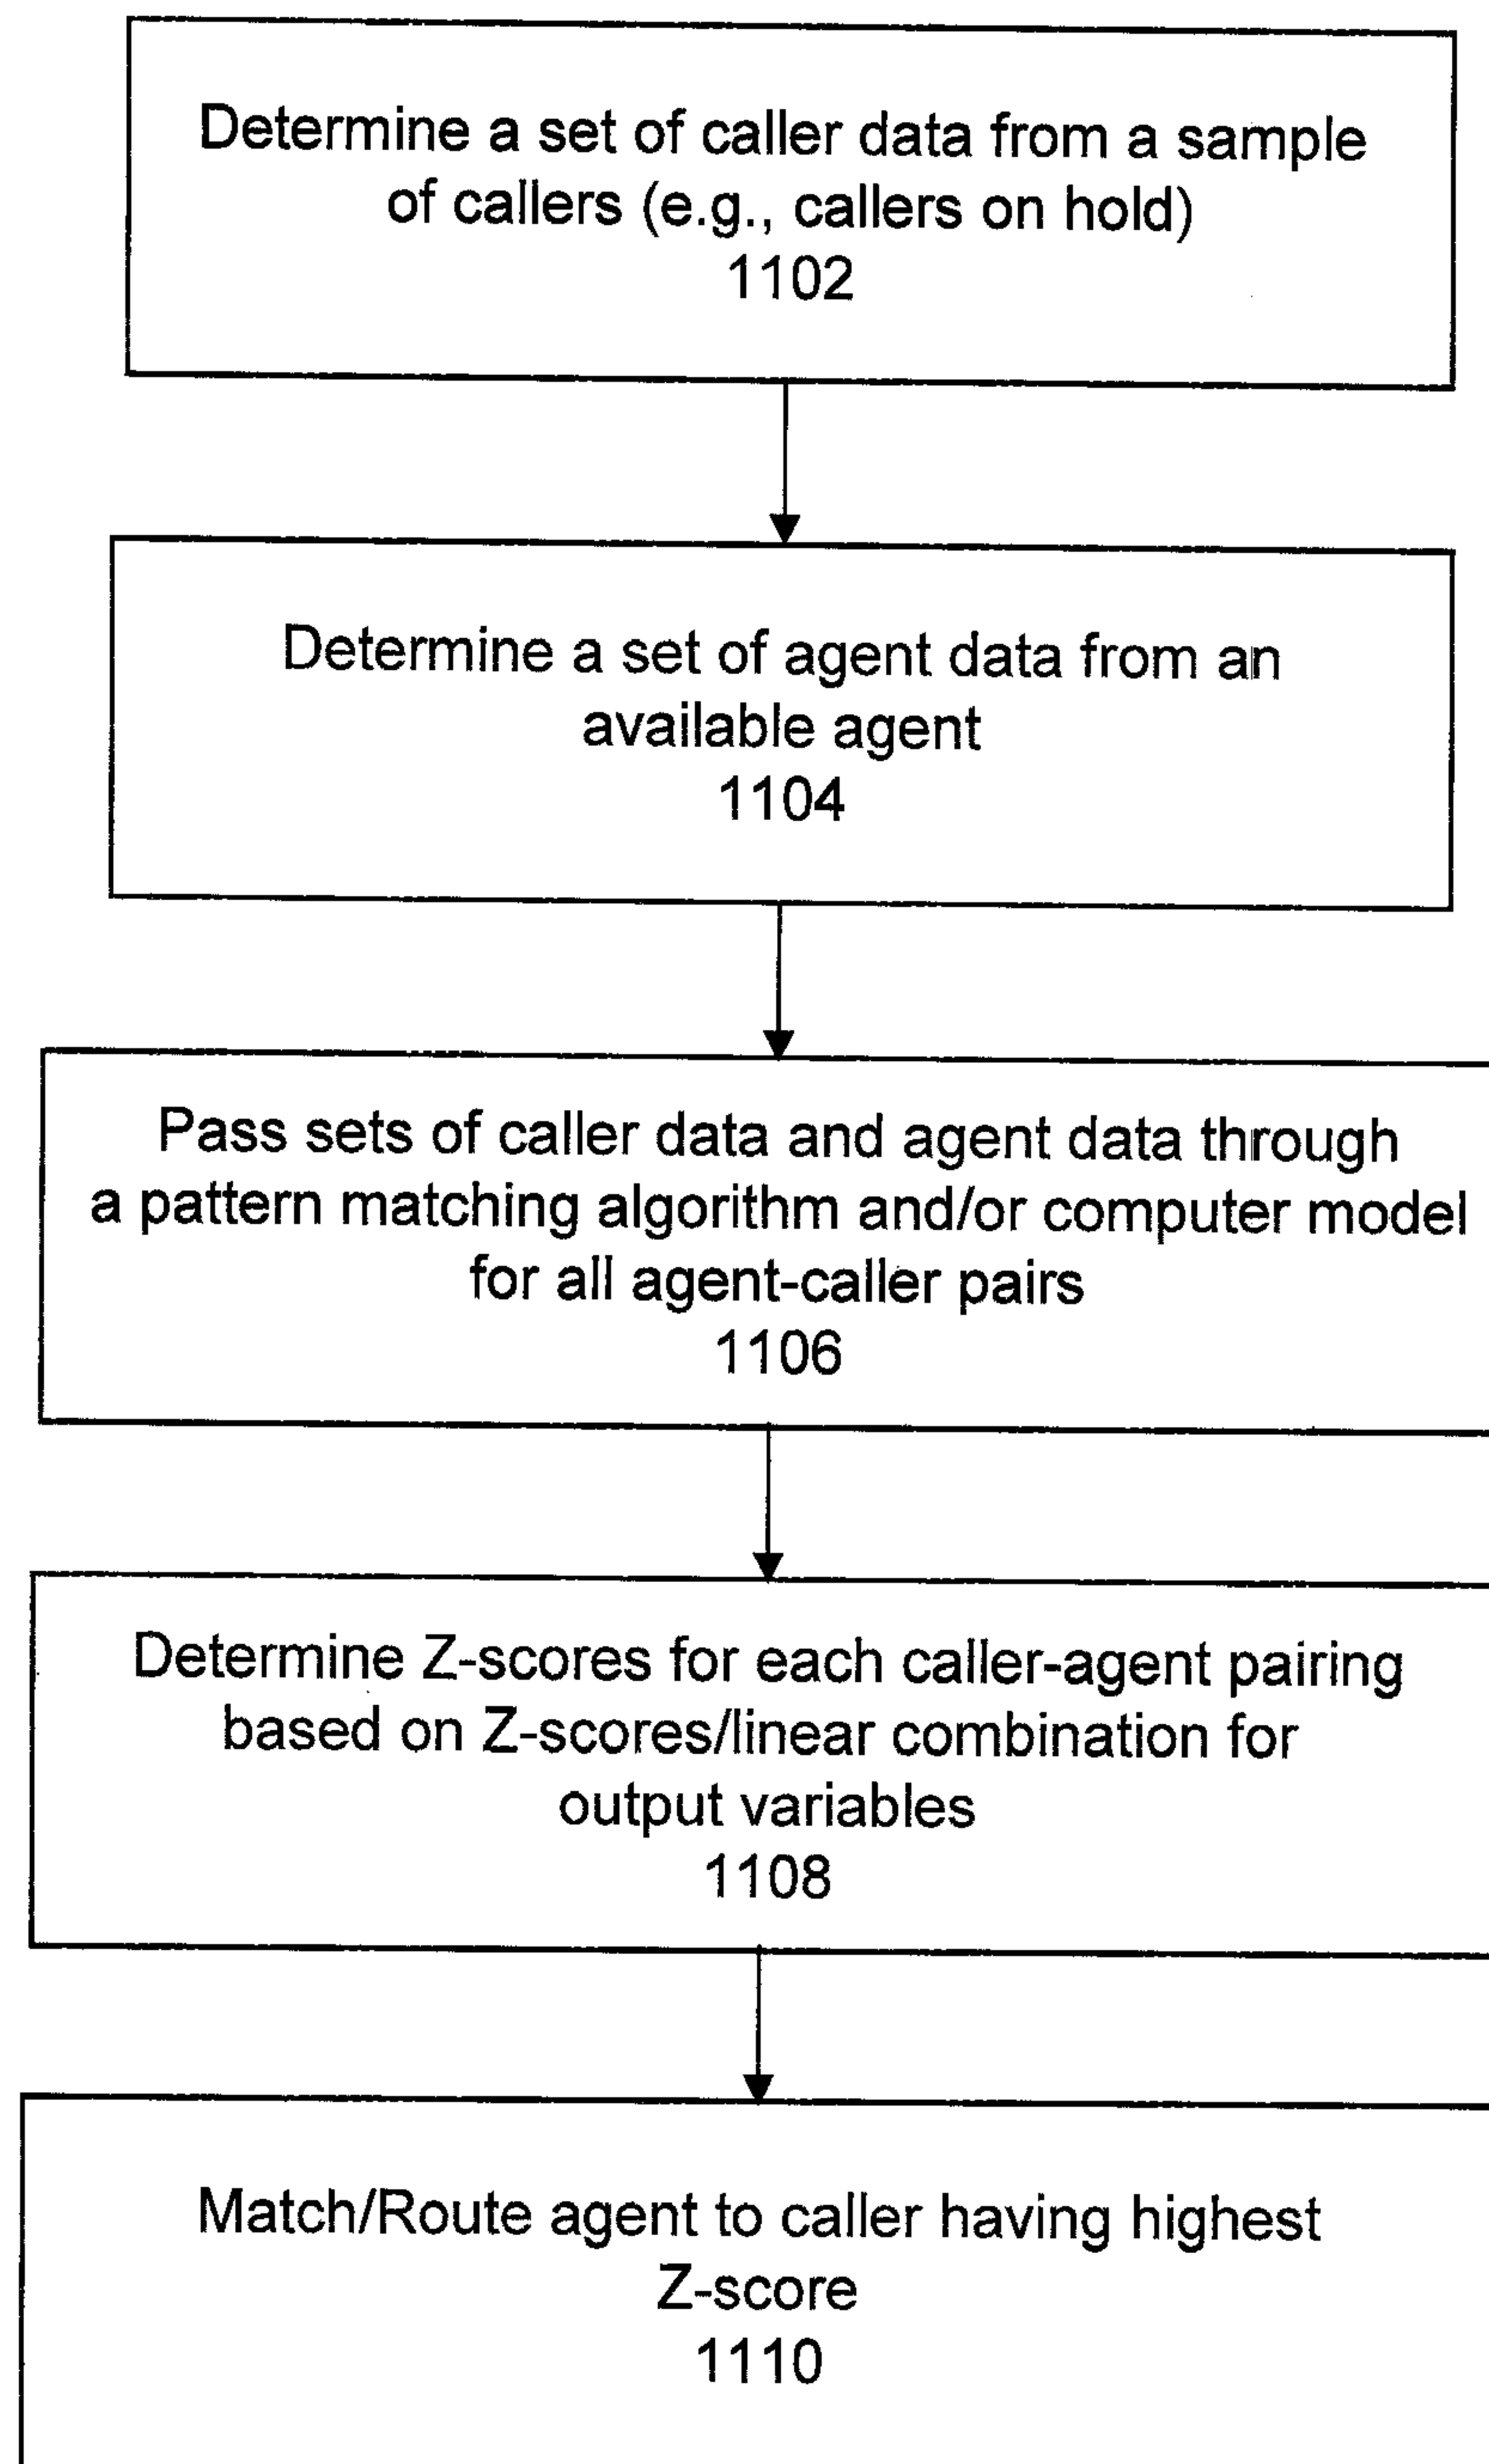 Determine a set of caller data from a sample
of callers (e.g., callers on hold)
1102
Determine a set of agent data from an
available agent
1104
Pass sets of caller data and agent data through
a pattern matching algorithm and/or computer model
for all agent-caller pairs
1106
Determine Z-scores for each caller-agent pairing
based on Z-scores/linear combination for
output variables
1108
Match/Route agent to caller having highest
Z-score
1110